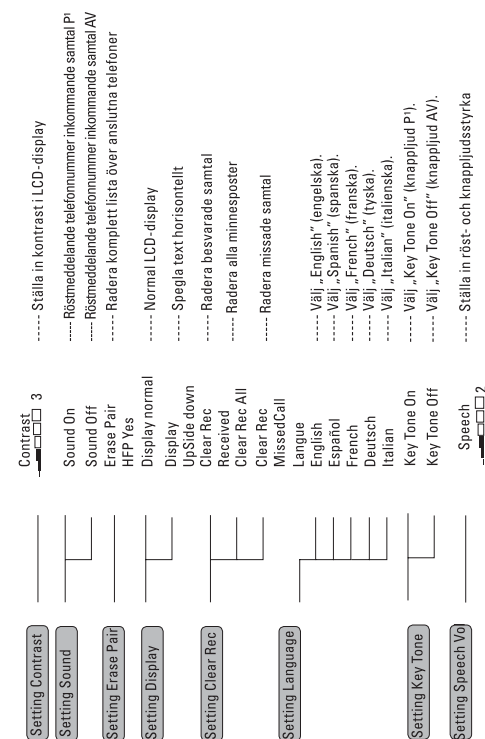 Setting Contrast
Contrast
3
----- Ställa in kontrast i LCD-display
Setting Sound
Sound On
----- Röstmeddelande telefonnummer inkommande samtal P¹
Sound Off
----- Röstmeddelande telefonnummer inkommande samtal AV
Setting Erase Pair
Erase Pair
HFP Yes
----- Radera komplett lista över anslutna telefoner
Setting Display
Display normal
----- Normal LCD-display
Display
UpSide down
----- Spegla text horisontellt
Setting Clear Rec
Clear Rec
Received
----- Radera besvarade samtal
Clear Rec All
----- Radera alla minnesposter
Clear Rec
MissedCall
----- Radera missade samtal
Setting Language
Langue
English
----- Välj „English" (engelska).
Español
----- Välj „Spanish" (spanska).
French
----- Välj „French" (franska).
Deutsch
----- Välj „Deutsch" (tyska).
Italian
----- Välj „Italian" (italienska).
Setting Key Tone
Key Tone On
----- Välj „Key Tone On" (knappljud P¹).
Key Tone Off
----- Välj „Key Tone Off" (knappljud AV).
Setting Speech Vol
Speech
2
----- Ställa in röst- och knappljudsstyrka